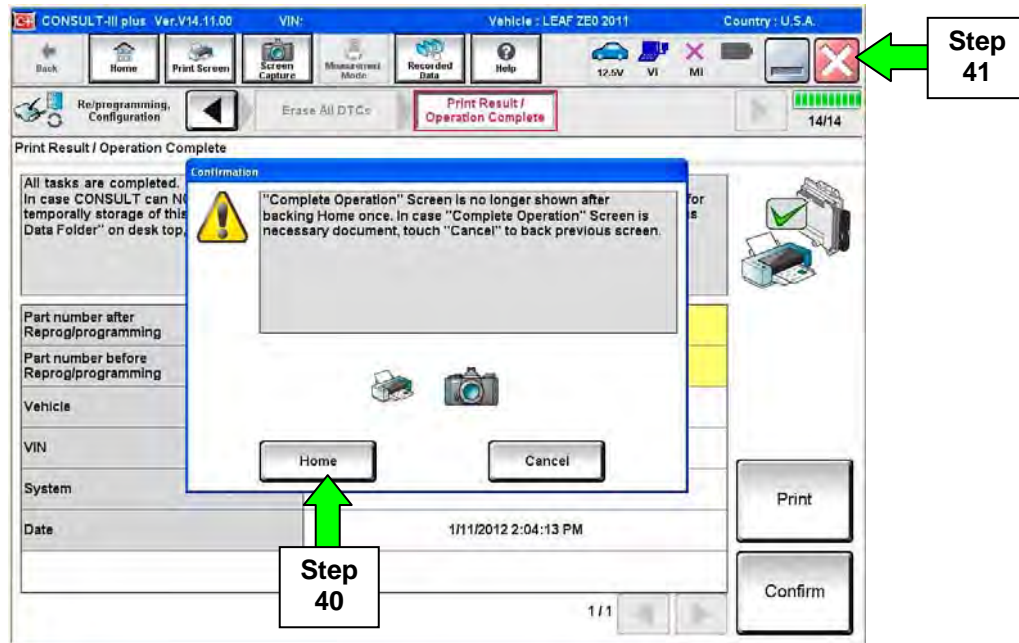 CONSULT-III plus Ver.V14.11.00 VIN: Vehicle : LEAF ZE0 2011 Country : U.S.A.
Back
Home
Print Screen
Screen
Capture
Measurement
Mode
Recorded
Data
Help
12.5V
VI
MI
Step
41
Re/programming,
Configuration
Erase All DTCs
Print Result /
Operation Complete
14/14
Print Result / Operation Complete
All tasks are completed.
In case CONSULT can N
for
temporally storage of this
s
Data Folder" on desk top,
Confirmation
"Complete Operation" Screen is no longer shown after
backing Home once. In case "Complete Operation" Screen is
necessary document, touch "Cancel" to back previous screen.
Home
Cancel
Part number after
Reprog/programming
Part number before
Reprog/programming
Vehicle
VIN
System
Date
1/11/2012 2:04:13 PM
Step
40
1/1
Print
Confirm